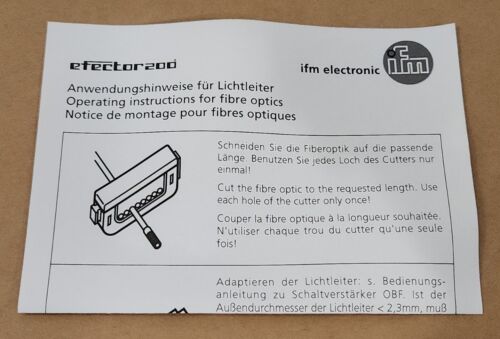 efector200
ifm electronic
ifm
Anwendungshinweise für Lichtleiter
Operating instructions for fibre optics
Notice de montage pour fibres optiques
Schneiden Sie die Fiberoptik auf die passende
Länge. Benutzen Sie jedes Loch des Cutters nur
einmal!
Cut the fibre optic to the requested length. Use
each hole of the cutter only once!
Couper la fibre optique à la longueur souhaitée.
N'utiliser chaque trou du cutter qu'une seule
fois!
Adaptieren der Lichtleiter: s. Bedienungs-
anleitung zu Schaltverstärker OBF. Ist der
Außendurchmesser der Lichtleiter < 2,3mm, muß